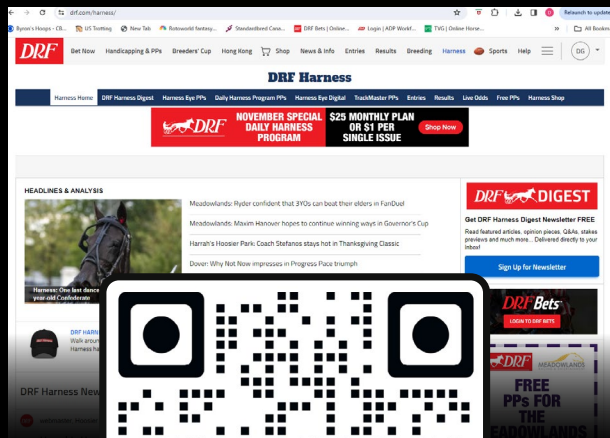 drf.com/harness/
Relaunch to update
Byron's Hoops - CB...
US Trotting
New Tab
Rotoworld fantasy...
Standardized Cana...
DRF Bets | Online...
Login | ADP Workf...
TVG | Online Horse...
All Bookmarks
DRF
Bet Now
Handicapping & PPs
Breeders' Cup
Hong Kong
Shop
News & Info
Entries
Results
Breeding
Harness
Sports
Help
DG
DRF Harness
Harness Home
DRF Harness Digest
Harness Eye PPs
Daily Harness Program PPs
Harness Eye Digital
TrackMaster PPs
Entries
Results
Live Odds
Free PPs
Harness Shop
DRF
NOVEMBER SPECIAL
DAILY HARNESS
PROGRAM
$25 MONTHLY PLAN
OR $1 PER
SINGLE ISSUE
Shop Now
HEADLINES & ANALYSIS
Harness: One last dance
year-old Confederate
Meadowlands: Ryder confident that 3YOs can beat their elders in FanDuel
Meadowlands: Maxim Hanover hopes to continue winning ways in Governor's Cup
Harrah's Hoosier Park: Coach Stefanos stays hot in Thanksgiving Classic
Dover: Why Not Now impresses in Progress Pace triumph
DRF DIGEST
Get DRF Harness Digest Newsletter FREE
Read featured articles, opinion pieces, Q&As, stakes
previews and much more... Delivered directly to your
Inbox!
Sign Up for Newsletter
DRF Bets
LOGIN TO DRF BETS
DRF HARN
Walk aroun
Harness ha
DRF Harness New
DRF
MEADOWLANDS
FREE
PPs FOR
THE
MEADOWLANDS